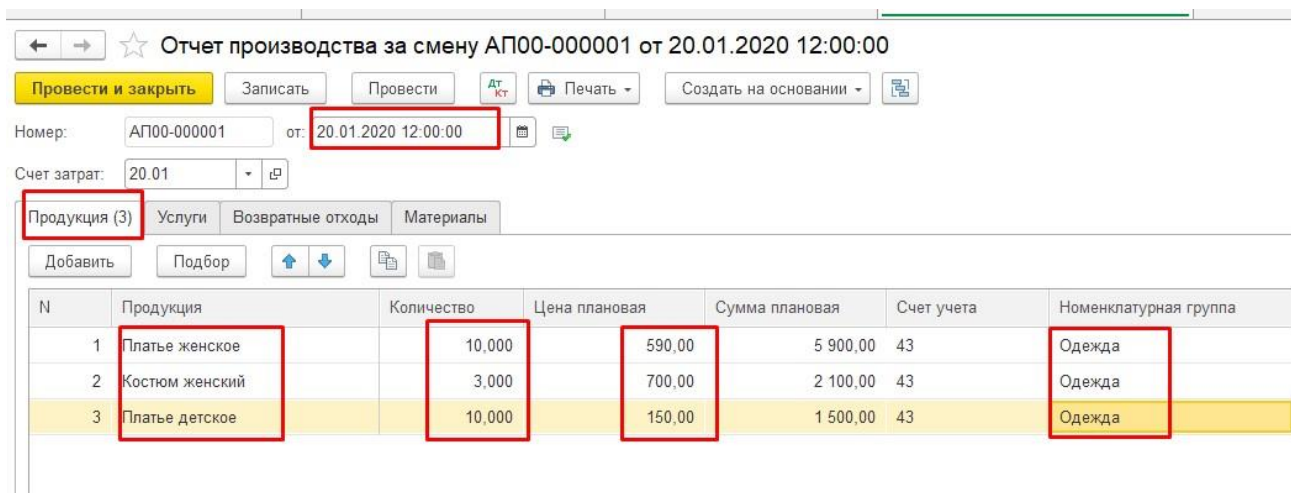 Отчет производства за смену АП00-000001 от 20.01.2020 12:00:00
Провести и закрыть Записать Провести Дт Кт Печать Создать на основании
Номер: АП00-000001 от: 20.01.2020 12:00:00
Счет затрат: 20.01
Продукция (3) Услуги Возвратные отходы Материалы
Добавить Подбор
N Продукция Количество Цена плановая Сумма плановая Счет учета Номенклатурная группа
1 Платье женское 10,000 590,00 5 900,00 43 Одежда
2 Костюм женский 3,000 700,00 2 100,00 43 Одежда
3 Платье детское 10,000 150,00 1 500,00 43 Одежда